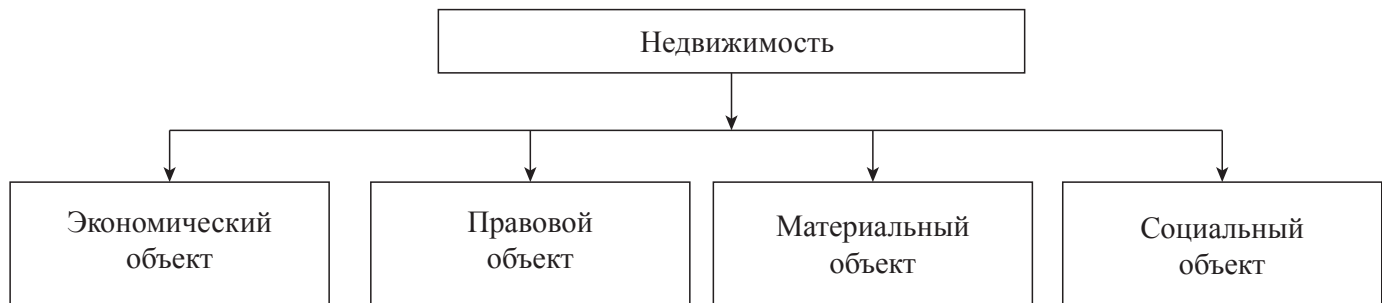 Недвижимость
Экономический
объект
Правовой
объект
Материальный
объект
Социальный
объект